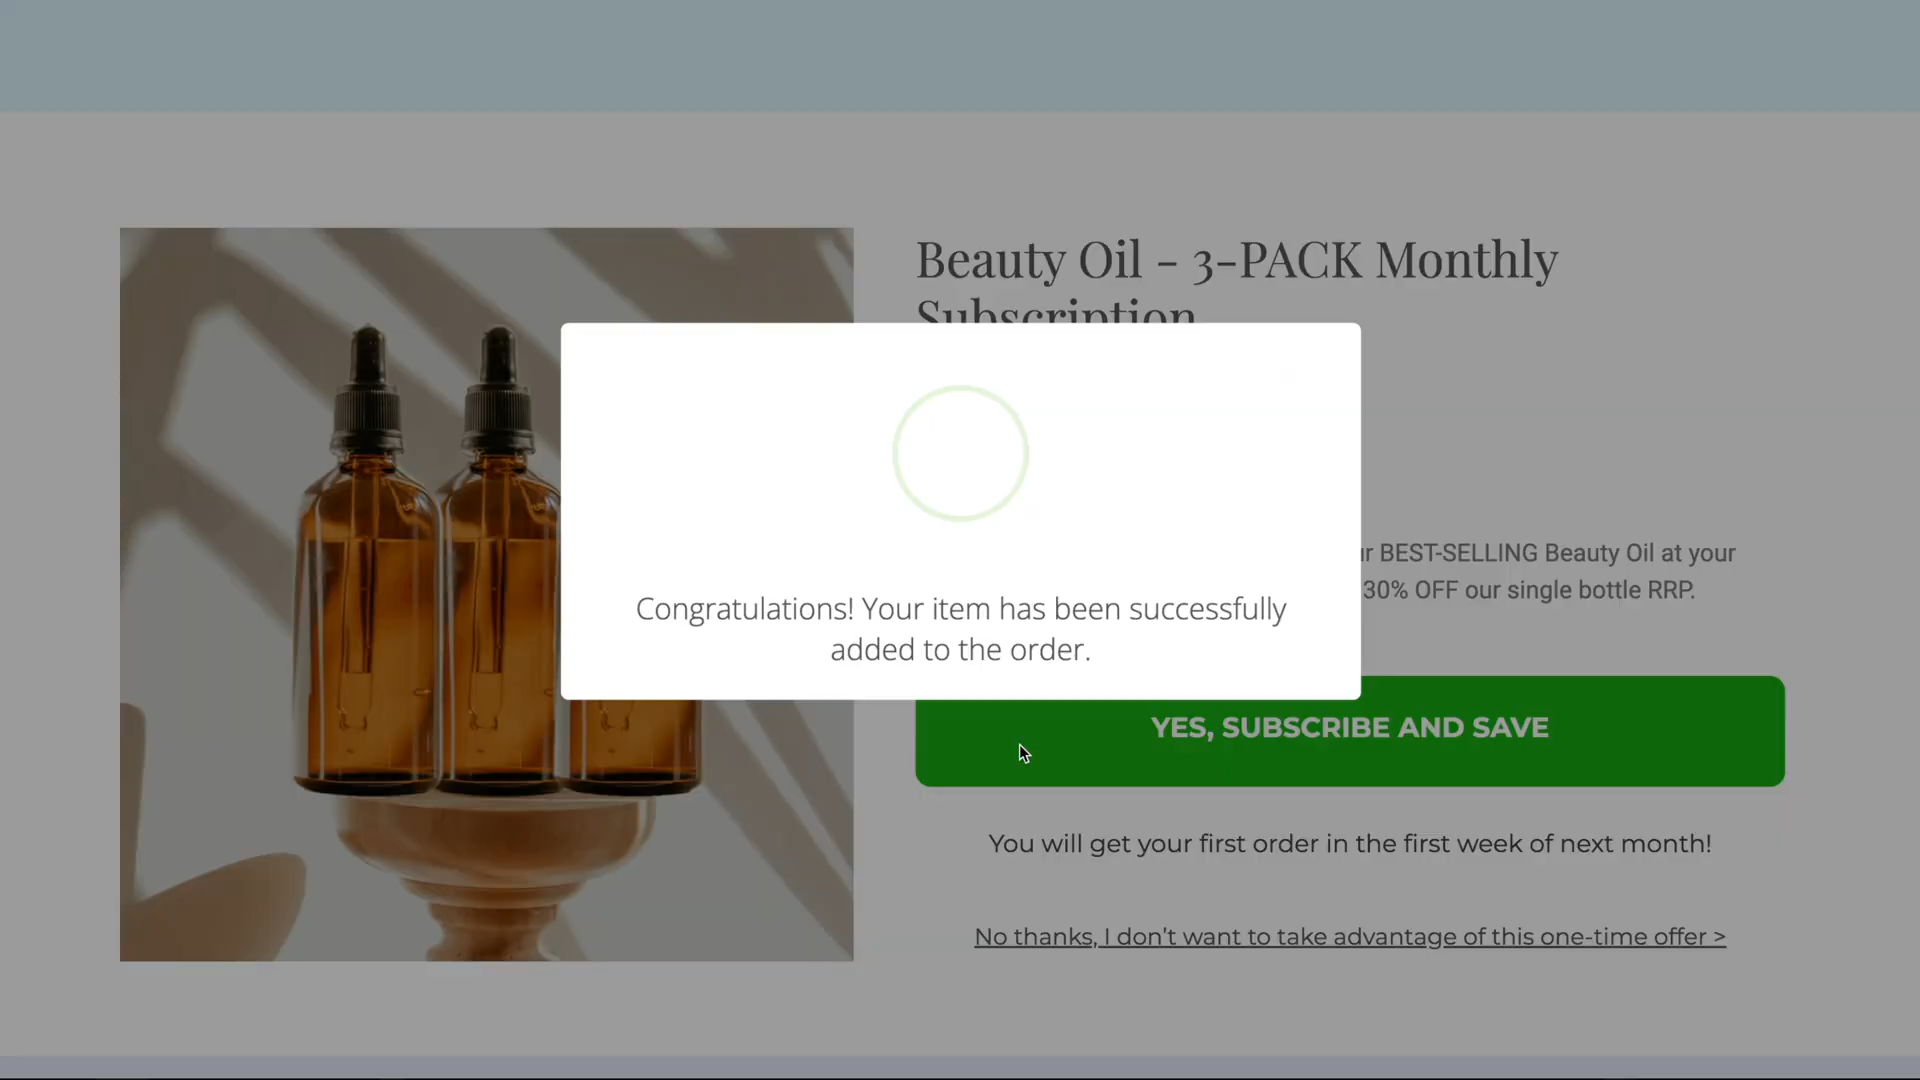 Beauty Oil - 3-PACK Monthly
Subscription
BEST-SELLING Beauty Oil at your
30% OFF our single bottle RRP.
Congratulations! Your item has been successfully
added to the order.
YES, SUBSCRIBE AND SAVE
You will get your first order in the first week of next month!
No thanks, I don't want to take advantage of this one-time offer >